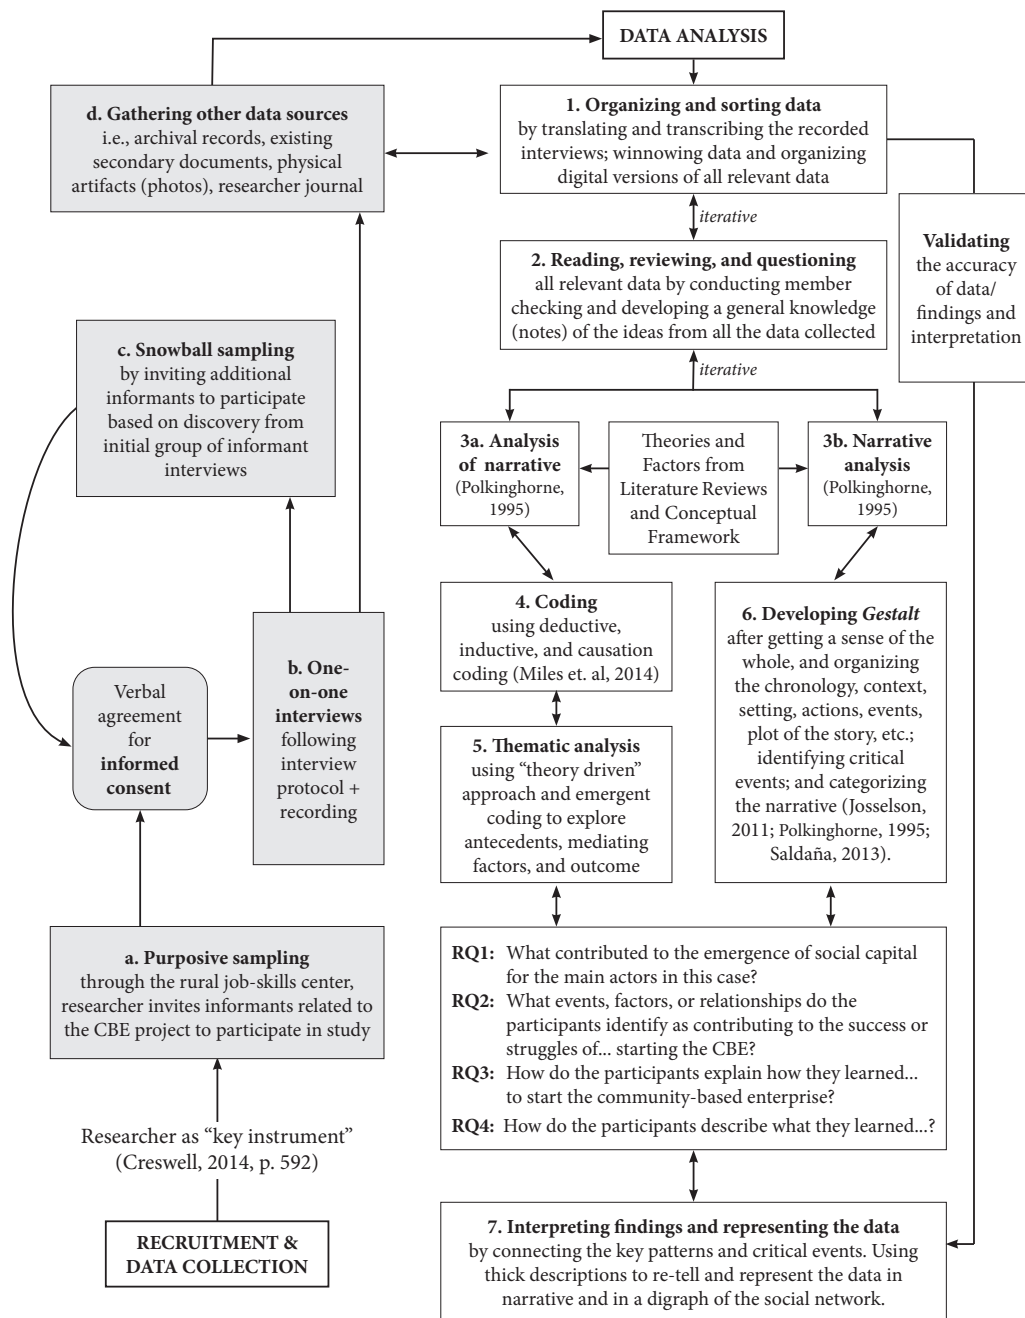 DATA ANALYSIS
d. Gathering other data sources
i.e., archival records, existing
secondary documents, physical
artifacts (photos), researcher journal
1. Organizing and sorting data
by translating and transcribing the recorded
interviews; winnowing data and organizing
digital versions of all relevant data
iterative
Validating
the accuracy
of data/
findings and
interpretation
2. Reading, reviewing, and questioning
all relevant data by conducting member
checking and developing a general knowledge
(notes) of the ideas from all the data collected
iterative
c. Snowball sampling
by inviting additional
informants to participate
based on discovery from
initial group of informant
interviews
3a. Analysis
of narrative
(Polkinghorne,
1995)
Theories and
Factors from
Literature Reviews
and Conceptual
Framework
3b. Narrative
analysis
(Polkinghorne,
1995)
4. Coding
using deductive,
inductive, and causation
coding (Miles et. al, 2014)
6. Developing Gestalt
after getting a sense of the
whole, and organizing
the chronology, context,
setting, actions, events,
plot of the story, etc.;
identifying critical
events; and categorizing
the narrative (Josselson,
2011; Polkinghorne, 1995;
Saldaña, 2013).
Verbal
agreement
for
informed
consent
b. One-
on-one
interviews
following
interview
protocol +
recording
5. Thematic analysis
using “theory driven”
approach and emergent
coding to explore
antecedents, mediating
factors, and outcome
a. Purposive sampling
through the rural job-skills center,
researcher invites informants related to
the CBE project to participate in study
RQ1: What contributed to the emergence of social capital
for the main actors in this case?
RQ2: What events, factors, or relationships do the
participants identify as contributing to the success or
struggles of... starting the CBE?
RQ3: How do the participants explain how they learned...
to start the community-based enterprise?
RQ4: How do the participants describe what they learned...?
Researcher as “key instrument”
(Creswell, 2014, p. 592)
RECRUITMENT &
DATA COLLECTION
7. Interpreting findings and representing the data
by connecting the key patterns and critical events. Using
thick descriptions to re-tell and represent the data in
narrative and in a digraph of the social network.